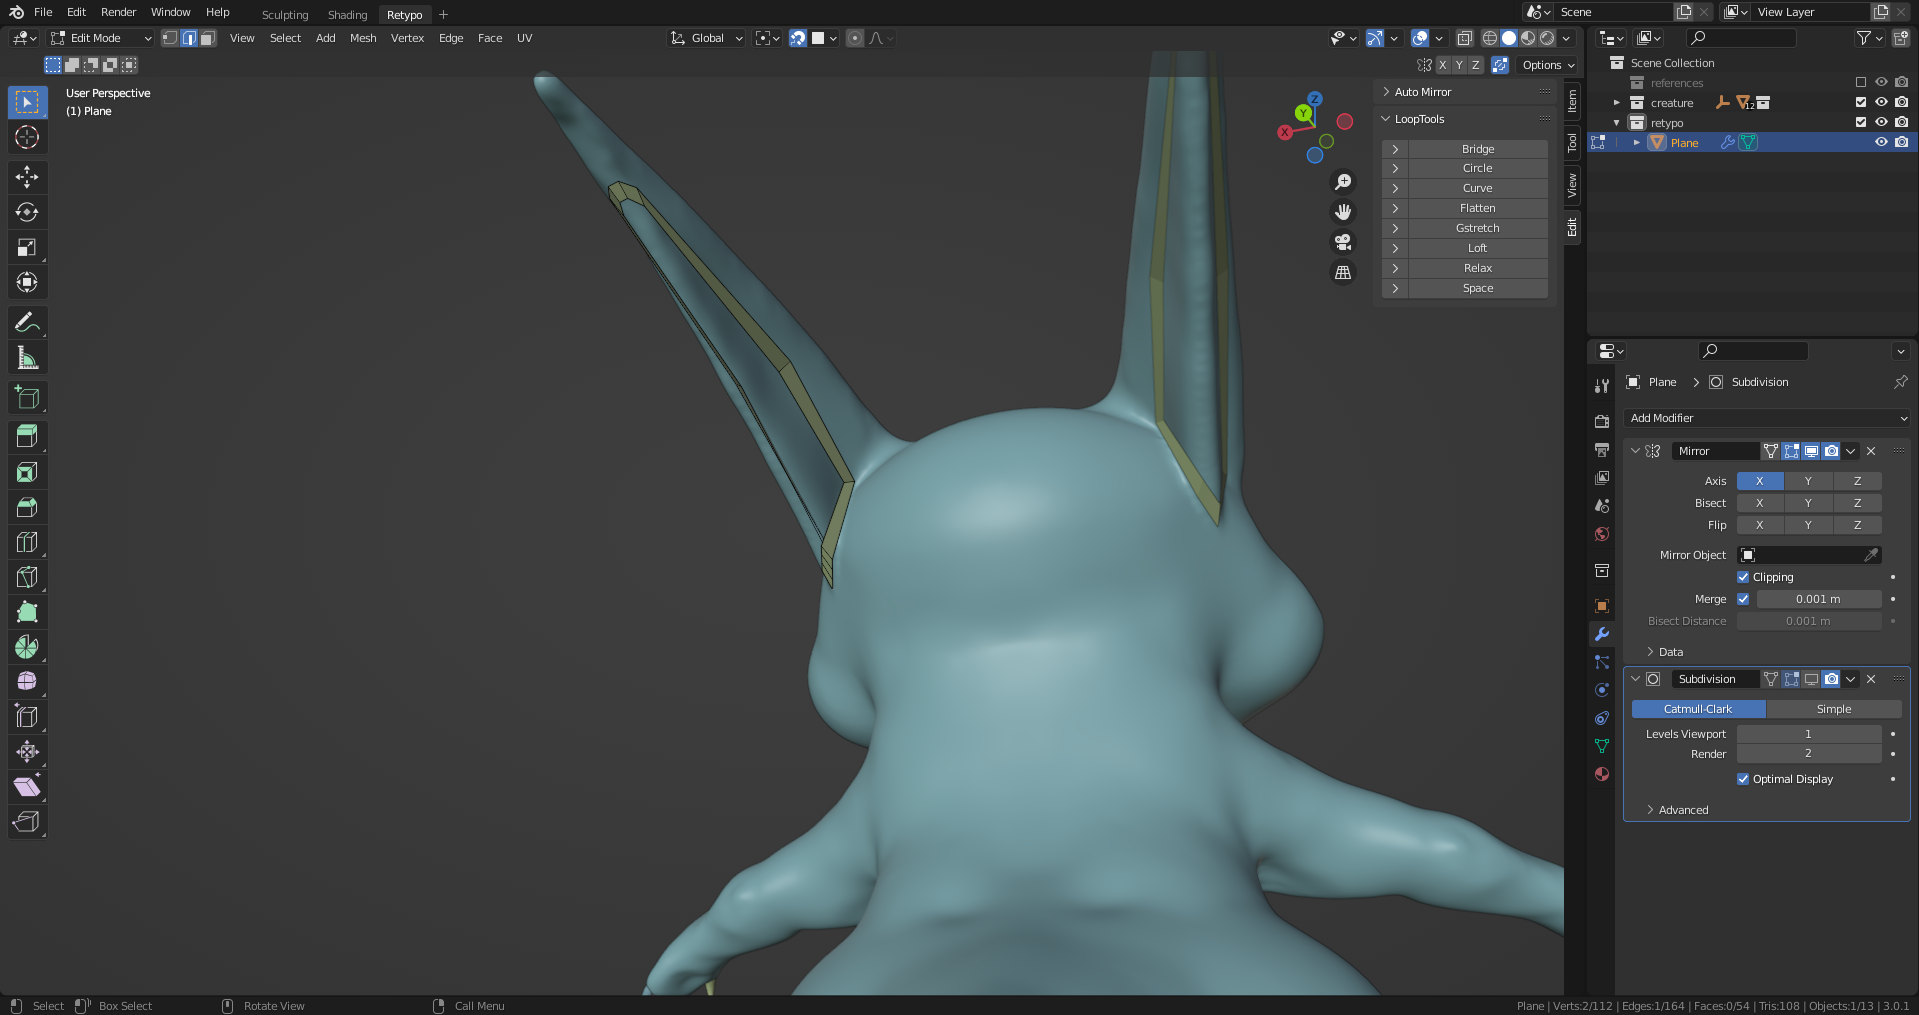 File Edit Render Window Help Sculpting Shading Retypo + Scene View Layer
Edit Mode View Select Add Mesh Vertex Edge Face UV Global
X Y Z Options
User Perspective
(1) Plane
Z
Y
X
Auto Mirror
LoopTools
Bridge
Circle
Curve
Flatten
Gstretch
Loft
Relax
Space
Item
Tool
View
Edit
Scene Collection
references
creature 12
retypo
Plane
Plane > Subdivision
Add Modifier
Mirror
Axis X Y Z
Bisect X Y Z
Flip X Y Z
Mirror Object
Clipping
Merge 0.001 m
Bisect Distance 0.001 m
Data
Subdivision
Catmull-Clark Simple
Levels Viewport 1
Render 2
Optimal Display
Advanced
Select Box Select Rotate View Call Menu Plane | Verts:2/112 | Edges:1/164 | Faces:0/54 | Tris:108 | Objects:1/13 | 3.0.1